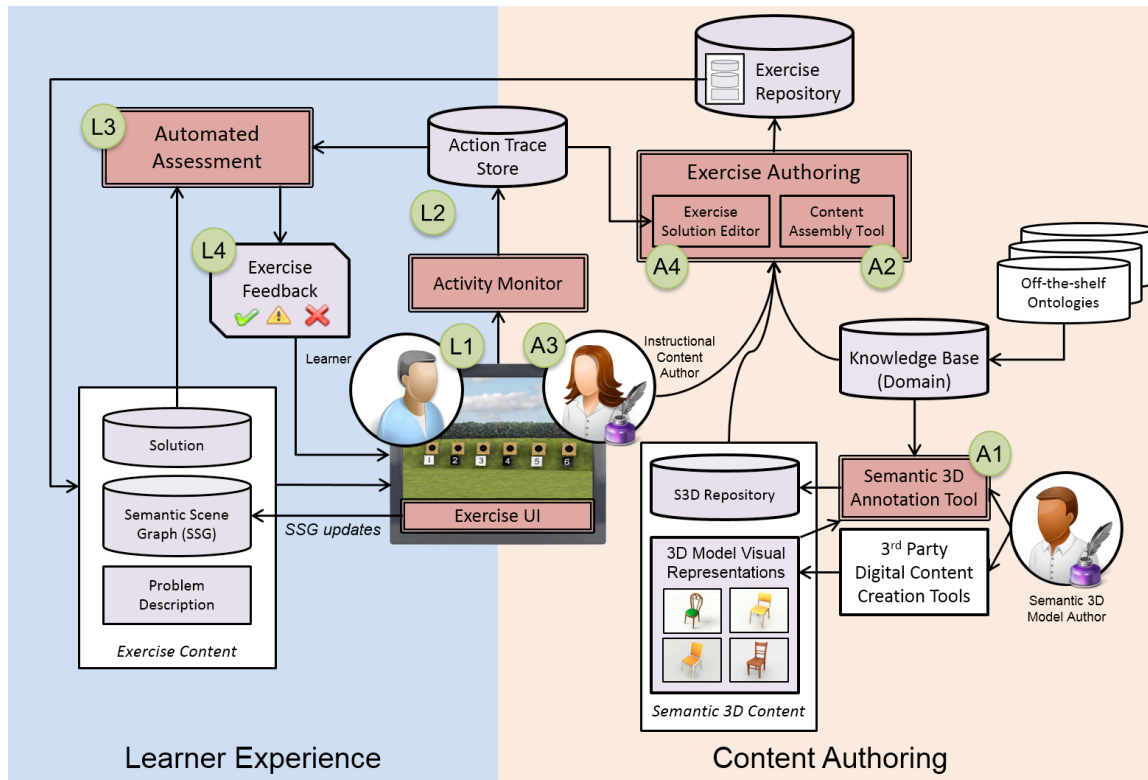 Exercise
Repository
L3
Automated
Assessment
Action Trace
Store
L2
Exercise Authoring
Exercise
Solution Editor
Content
Assembly Tool
A4
A2
L4
Exercise
Feedback
Activity Monitor
Off-the-shelf
Ontologies
Learner
L1
A3
Instructional
Content
Author
Knowledge Base
(Domain)
1
2
3
4
5
6
Exercise UI
SSG updates
Solution
Semantic Scene
Graph (SSG)
Problem
Description
Exercise Content
A1
Semantic 3D
Annotation Tool
S3D Repository
3D Model Visual
Representations
3rd Party
Digital Content
Creation Tools
Semantic 3D
Model Author
Semantic 3D Content
Learner Experience
Content Authoring